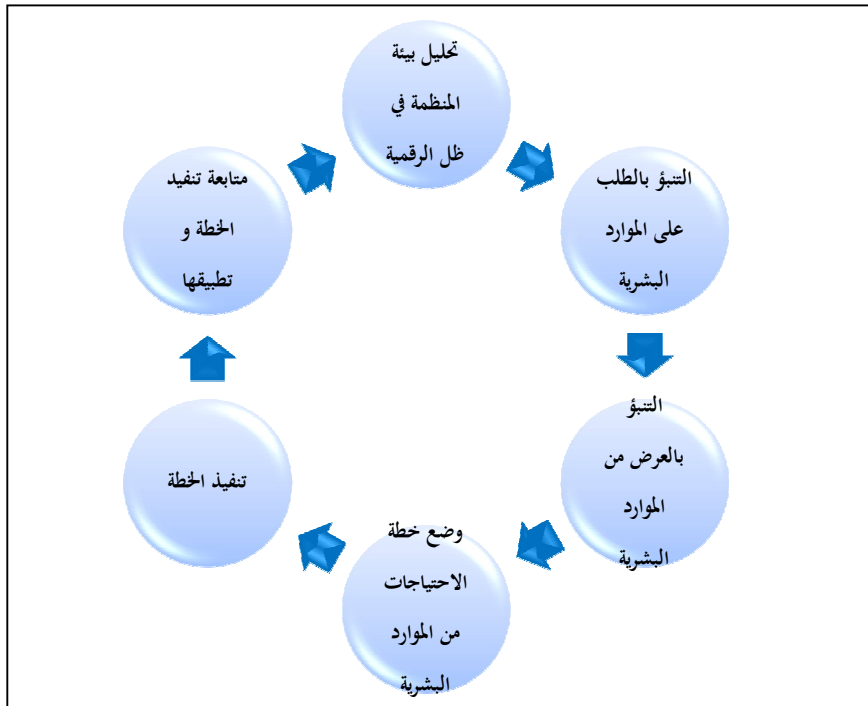 تحليل بيئة
المنظمة في
ظل الرقمية
التنبؤ بالطلب
على الموارد
البشرية
التنبؤ
بالعرض من
الموارد
البشرية
وضع خطة
الاحتياجات
من الموارد
البشرية
تنفيذ الخطة
متابعة تنفيد
الخطة و
تطبيقها